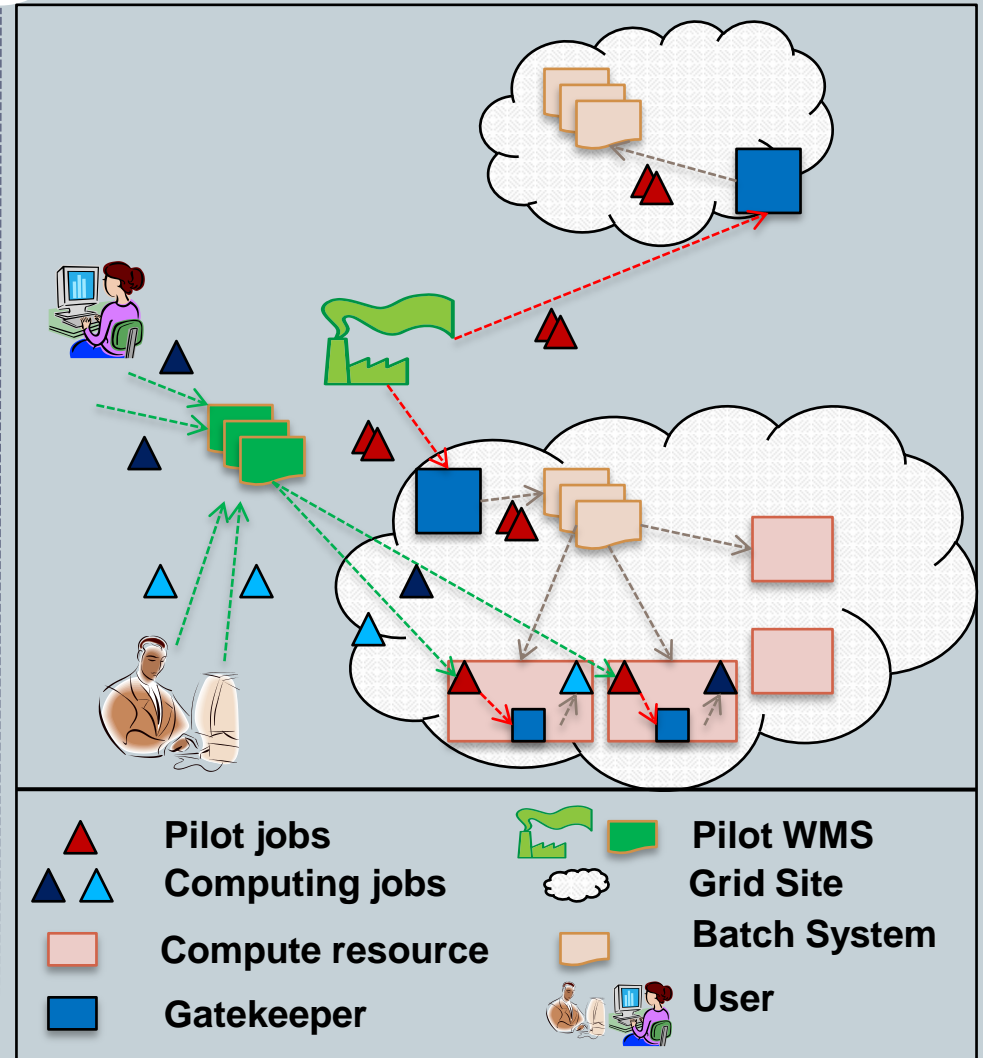 Pilot jobs
Computing jobs
Compute resource
Gatekeeper
Pilot WMS
Grid Site
Batch System
User